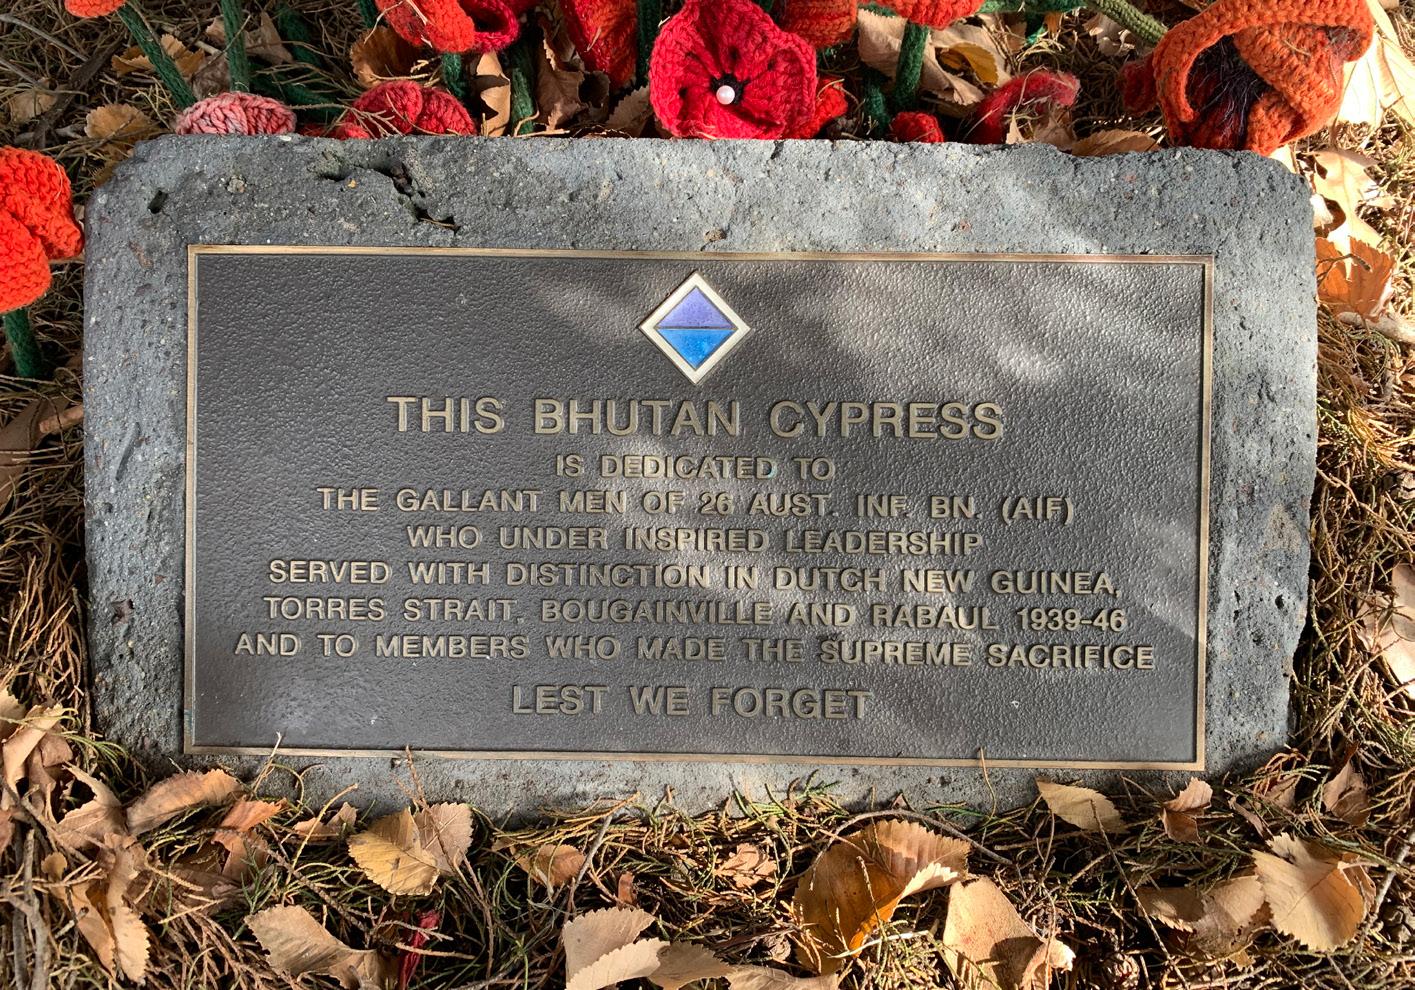 THIS BHUTAN CYPRESS
IS DEDICATED TO
THE GALLANT MEN OF 26 AUST. INF. BN. (AIF)
WHO UNDER INSPIRED LEADERSHIP
SERVED WITH DISTINCTION IN DUTCH NEW GUINEA,
TORRES STRAIT, BOUGAINVILLE AND RABAUL 1939-46
AND TO MEMBERS WHO MADE THE SUPREME SACRIFICE
LEST WE FORGET